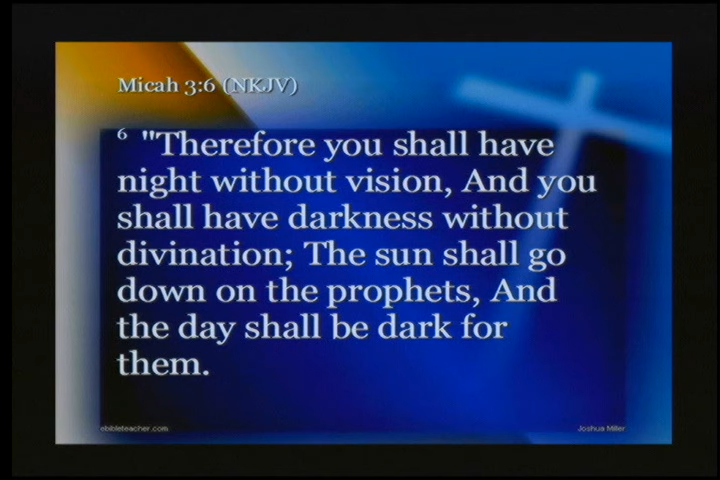 Micah 3:6 (NKJV)
6 "Therefore you shall have
night without vision, And you
shall have darkness without
divination; The sun shall go
down on the prophets, And
the day shall be dark for
them.
ebibleteacher.com
Joshua Miller